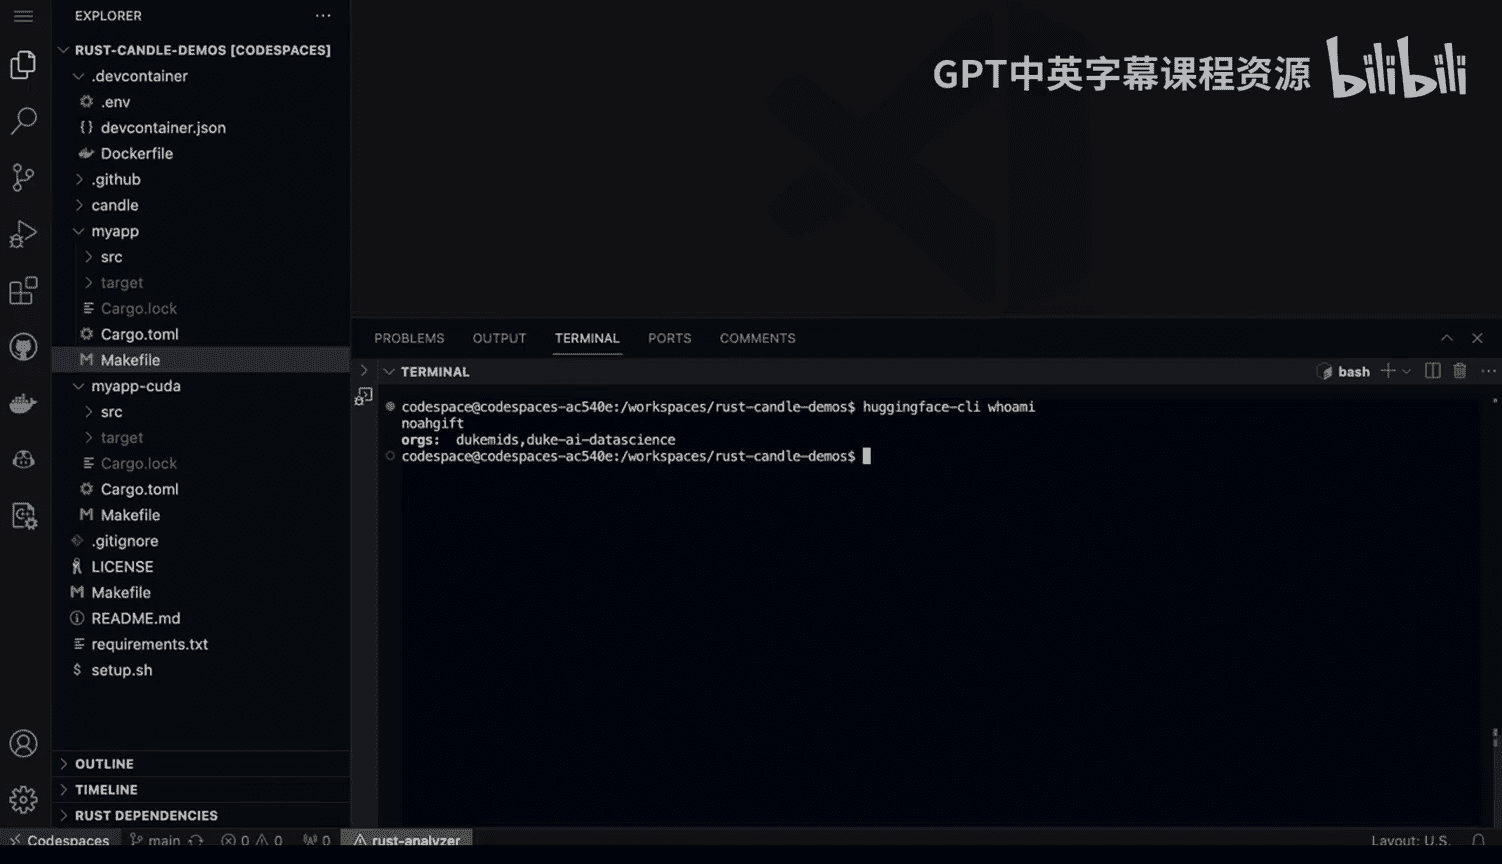 EXPLORER
RUST-CANDLE-DEMOS [CODESPACES]
.devcontainer
.env
{} devcontainer.json
Dockerfile
.github
candle
myapp
src
target
Cargo.lock
Cargo.toml
M Makefile
myapp-cuda
src
target
Cargo.lock
Cargo.toml
M Makefile
.gitignore
LICENSE
M Makefile
README.md
requirements.txt
$ setup.sh
OUTLINE
TIMELINE
RUST DEPENDENCIES
GPT中英字幕课程资源 bilibili
PROBLEMS OUTPUT TERMINAL PORTS COMMENTS
TERMINAL
bash
codespace@codespaces-ac540e:/workspaces/rust-candle-demos$ huggingface-cli whoami
noahgift
orgs: dukemids,duke-ai-datascience
codespace@codespaces-ac540e:/workspaces/rust-candle-demos$
Codespaces main 0 0 0 rust-analyzer Layout: U.S.